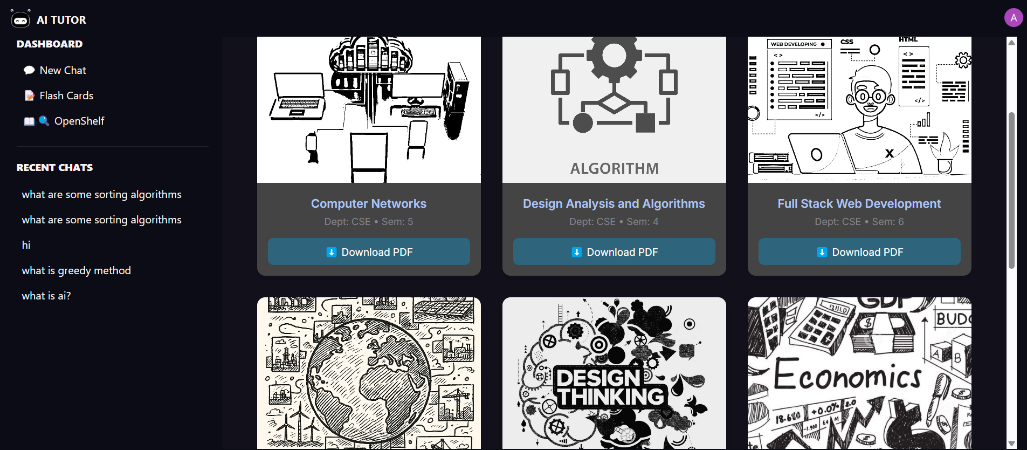 AI TUTOR
A
DASHBOARD
New Chat
Flash Cards
OpenShelf
RECENT CHATS
what are some sorting algorithms
what are some sorting algorithms
hi
what is greedy method
what is ai?
ALGORITHM
WEB DEVELOPING
CSS
HTML
X
Computer Networks
Dept: CSE • Sem: 5
Download PDF
Design Analysis and Algorithms
Dept: CSE • Sem: 4
Download PDF
Full Stack Web Development
Dept: CSE • Sem: 6
Download PDF
DESIGN
THINKING
GDP
BUDG
A B
Economics
+0.0%